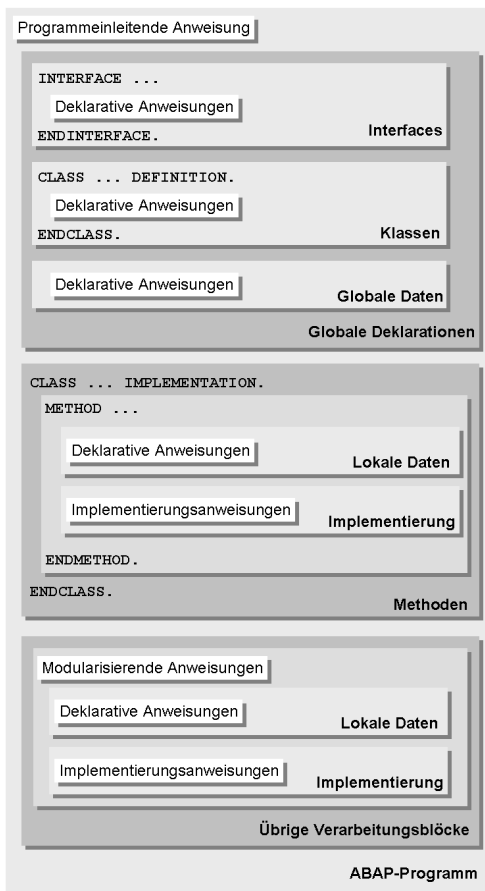 Programmeinleitende Anweisung
INTERFACE ...
Deklarative Anweisungen
ENDINTERFACE.
Interfaces
CLASS ... DEFINITION.
Deklarative Anweisungen
ENDCLASS.
Klassen
Deklarative Anweisungen
Globale Daten
Globale Deklarationen
CLASS ... IMPLEMENTATION.
METHOD ...
Deklarative Anweisungen
Lokale Daten
Implementierungsanweisungen
Implementierung
ENDMETHOD.
ENDCLASS.
Methoden
Modularisierende Anweisungen
Deklarative Anweisungen
Lokale Daten
Implementierungsanweisungen
Implementierung
Übrige Verarbeitungsblöcke
ABAP-Programm